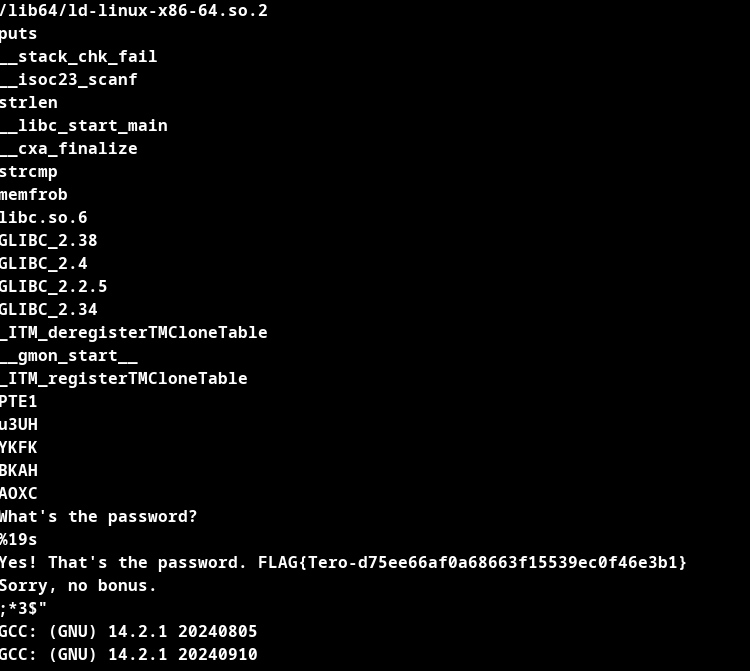 /lib64/ld-linux-x86-64.so.2
puts
__stack_chk_fail
__isoc23_scanf
strlen
__libc_start_main
__cxa_finalize
strcmp
memfrob
libc.so.6
GLIBC_2.38
GLIBC_2.4
GLIBC_2.2.5
GLIBC_2.34
_ITM_deregisterTMCloneTable
__gmon_start__
_ITM_registerTMCloneTable
PTE1
u3UH
YKFK
BKAH
AOXC
What's the password?
%19s
Yes! That's the password. FLAG{Tero-d75ee66af0a68663f15539ec0f46e3b1}
Sorry, no bonus.
;*3$"
GCC: (GNU) 14.2.1 20240805
GCC: (GNU) 14.2.1 20240910